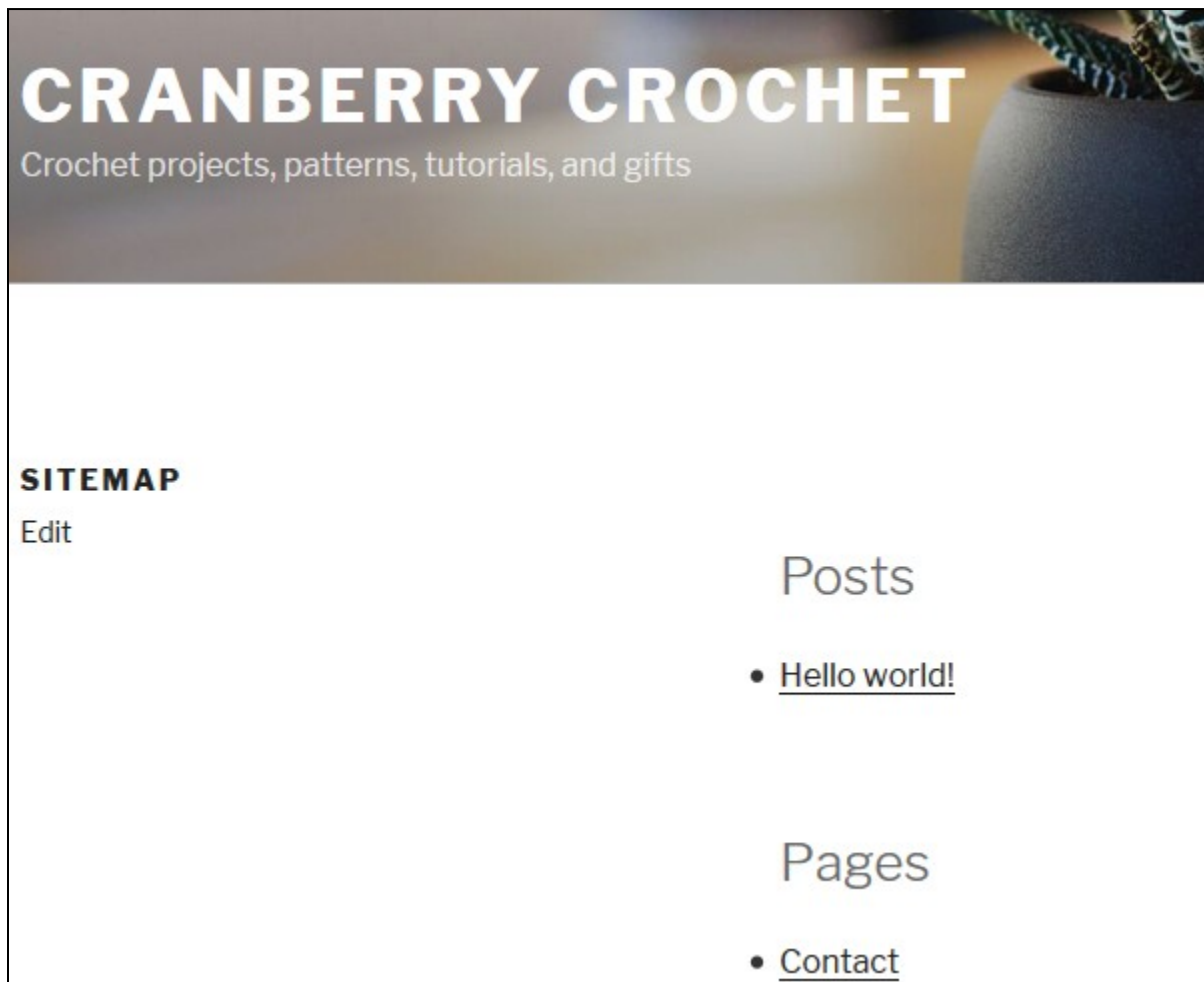 CRANBERRY CROCHET
Crochet projects, patterns, tutorials, and gifts
SITEMAP
Edit
Posts
Hello world!
Pages
Contact